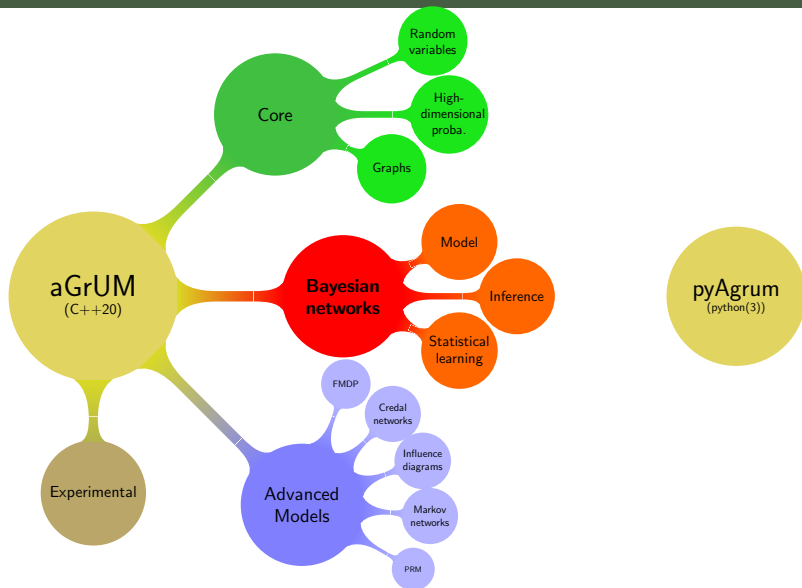 Random
variables
Core
High-
dimensional
proba.
Graphs
aGrUM
(C++20)
Bayesian
networks
Model
Inference
Statistical
learning
pyAgrum
(python(3))
Experimental
Advanced
Models
FMDP
Credal
networks
Influence
diagrams
Markov
networks
PRM